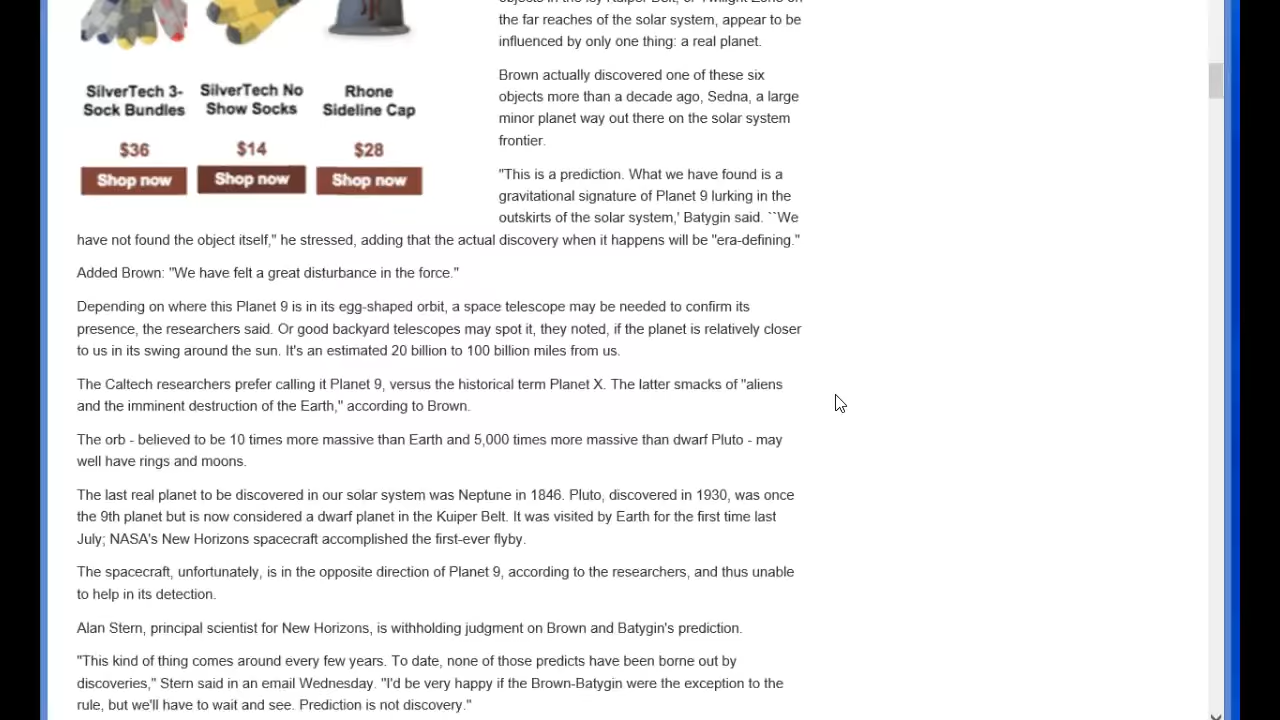 objects in the icy Kuiper Belt, or Twilight Zone on
the far reaches of the solar system, appear to be
influenced by only one thing: a real planet.
SilverTech 3-
Sock Bundles
$36
Shop now
SilverTech No
Show Socks
$14
Shop now
Rhone
Sideline Cap
$28
Shop now
Brown actually discovered one of these six
objects more than a decade ago, Sedna, a large
minor planet way out there on the solar system
frontier.
"This is a prediction. What we have found is a
gravitational signature of Planet 9 lurking in the
outskirts of the solar system,' Batygin said. ``We
have not found the object itself," he stressed, adding that the actual discovery when it happens will be "era-defining."
Added Brown: "We have felt a great disturbance in the force."
Depending on where this Planet 9 is in its egg-shaped orbit, a space telescope may be needed to confirm its
presence, the researchers said. Or good backyard telescopes may spot it, they noted, if the planet is relatively closer
to us in its swing around the sun. It's an estimated 20 billion to 100 billion miles from us.
The Caltech researchers prefer calling it Planet 9, versus the historical term Planet X. The latter smacks of "aliens
and the imminent destruction of the Earth," according to Brown.
The orb - believed to be 10 times more massive than Earth and 5,000 times more massive than dwarf Pluto - may
well have rings and moons.
The last real planet to be discovered in our solar system was Neptune in 1846. Pluto, discovered in 1930, was once
the 9th planet but is now considered a dwarf planet in the Kuiper Belt. It was visited by Earth for the first time last
July; NASA's New Horizons spacecraft accomplished the first-ever flyby.
The spacecraft, unfortunately, is in the opposite direction of Planet 9, according to the researchers, and thus unable
to help in its detection.
Alan Stern, principal scientist for New Horizons, is withholding judgment on Brown and Batygin's prediction.
"This kind of thing comes around every few years. To date, none of those predicts have been borne out by
discoveries," Stern said in an email Wednesday. "I'd be very happy if the Brown-Batygin were the exception to the
rule, but we'll have to wait and see. Prediction is not discovery."